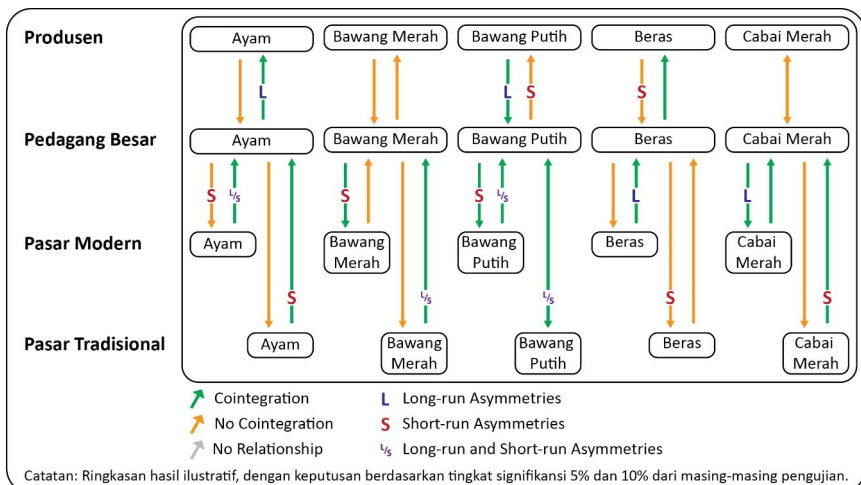 Produsen
Ayam
Bawang Merah
Bawang Putih
Beras
Cabai Merah
L
L
S
S
Pedagang Besar
Ayam
Bawang Merah
Bawang Putih
Beras
Cabai Merah
S
L/S
S
S
L/S
L
L
Pasar Modern
Ayam
Bawang
Merah
Bawang
Putih
Beras
Cabai
Merah
S
L/S
L/S
S
S
Pasar Tradisional
Ayam
Bawang
Merah
Bawang
Putih
Beras
Cabai
Merah
Cointegration
L Long-run Asymmetries
No Cointegration
S Short-run Asymmetries
No Relationship
L/S Long-run and Short-run Asymmetries
Catatan: Ringkasan hasil ilustratif, dengan keputusan berdasarkan tingkat signifikansi 5% dan 10% dari masing-masing pengujian.